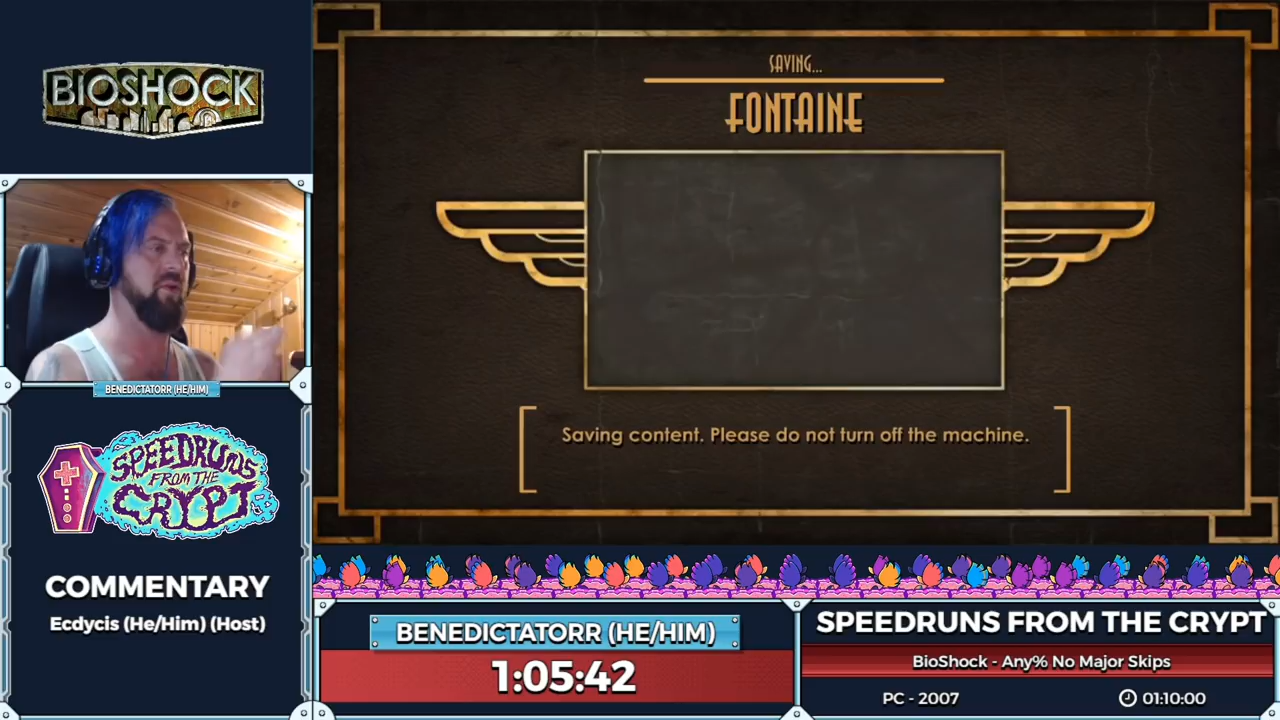 BIOSHOCK
SAVING...
FONTAINE
Saving content. Please do not turn off the machine.
BENEDICTATORR (HE/HIM)
SPEEDRUNS
FROM THE
CRYPT
COMMENTARY
Ecdycis (He/Him) (Host)
BENEDICTATORR (HE/HIM)
1:05:42
SPEEDRUNS FROM THE CRYPT
BioShock - Any% No Major Skips
PC - 2007
01:10:00